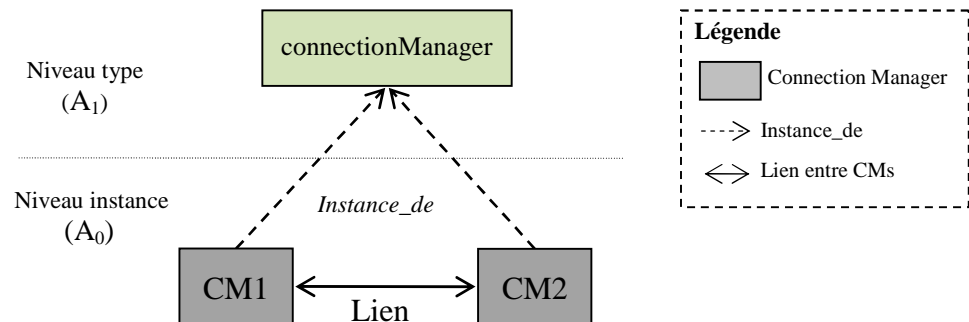 connectionManager
Niveau type
(A₁)
Niveau instance
(A₀)
Instance_de
CM1
CM2
Lien
Légende
Connection Manager
Instance_de
Lien entre CMs